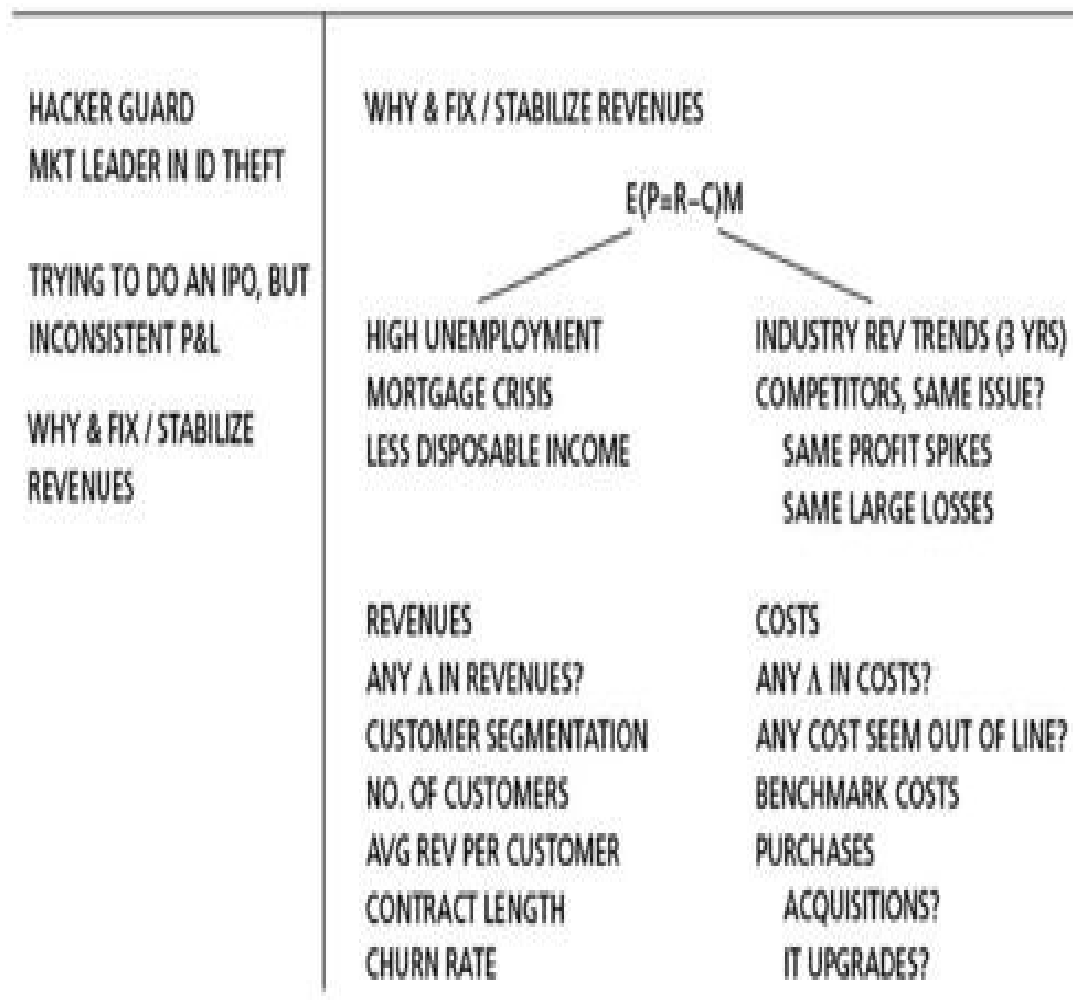 HACKER GUARD
MKT LEADER IN ID THEFT
TRYING TO DO AN IPO, BUT
INCONSISTENT P&L
WHY & FIX / STABILIZE
REVENUES
WHY & FIX / STABILIZE REVENUES
E(P=R–C)M
HIGH UNEMPLOYMENT
MORTGAGE CRISIS
LESS DISPOSABLE INCOME
INDUSTRY REV TRENDS (3 YRS)
COMPETITORS, SAME ISSUE?
SAME PROFIT SPIKES
SAME LARGE LOSSES
REVENUES
ANY Δ IN REVENUES?
CUSTOMER SEGMENTATION
NO. OF CUSTOMERS
AVG REV PER CUSTOMER
CONTRACT LENGTH
CHURN RATE
COSTS
ANY Δ IN COSTS?
ANY COST SEEM OUT OF LINE?
BENCHMARK COSTS
PURCHASES
ACQUISITIONS?
IT UPGRADES?